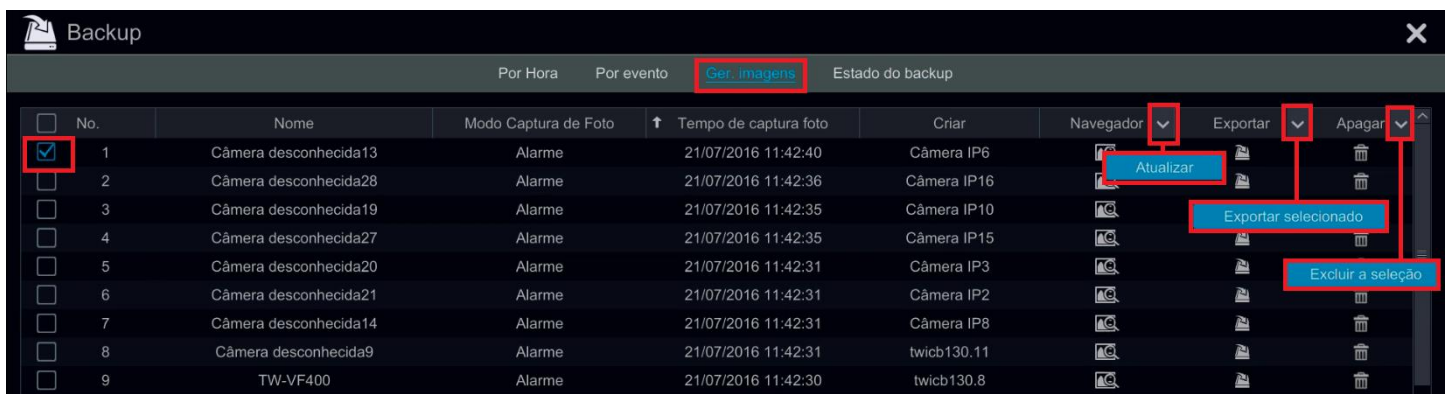 Backup
Por Hora Por evento Ger. imagens Estado do backup
No. Nome Modo Captura de Foto Tempo de captura foto Criar Navegador Exportar Apagar
1 Câmera desconhecida13 Alarme 21/07/2016 11:42:40 Câmera IP6
Atualizar
2 Câmera desconhecida28 Alarme 21/07/2016 11:42:36 Câmera IP16
3 Câmera desconhecida19 Alarme 21/07/2016 11:42:35 Câmera IP10
Exportar selecionado
4 Câmera desconhecida27 Alarme 21/07/2016 11:42:35 Câmera IP15
5 Câmera desconhecida20 Alarme 21/07/2016 11:42:31 Câmera IP3
Excluir a seleção
6 Câmera desconhecida21 Alarme 21/07/2016 11:42:31 Câmera IP2
7 Câmera desconhecida14 Alarme 21/07/2016 11:42:31 Câmera IP8
8 Câmera desconhecida9 Alarme 21/07/2016 11:42:31 twicb130.11
9 TW-VF400 Alarme 21/07/2016 11:42:30 twicb130.8